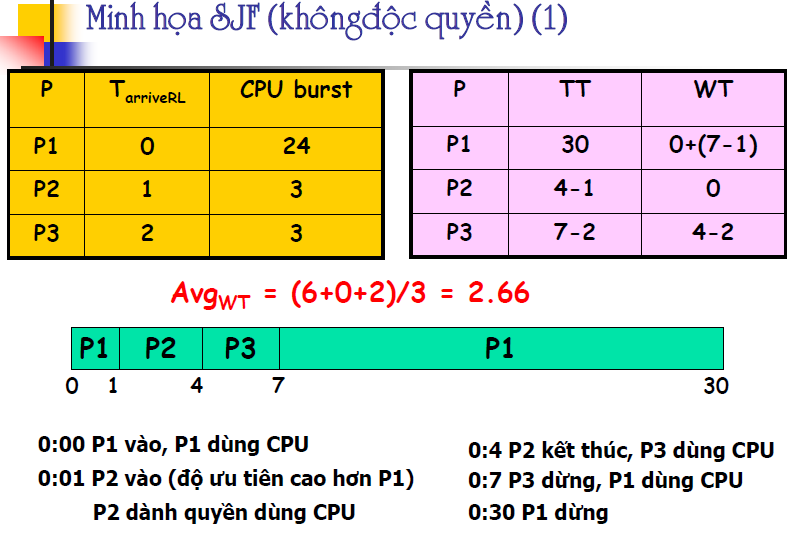 Minh họa SJF (khôngđộc quyền) (1)
P TarriveRL CPU burst
P1 0 24
P2 1 3
P3 2 3
P TT WT
P1 30 0+(7-1)
P2 4-1 0
P3 7-2 4-2
AvgWT = (6+0+2)/3 = 2.66
P1 P2 P3 P1
0 1 4 7 30
0:00 P1 vào, P1 dùng CPU
0:01 P2 vào (độ ưu tiên cao hơn P1)
P2 dành quyền dùng CPU
0:4 P2 kết thúc, P3 dùng CPU
0:7 P3 dừng, P1 dùng CPU
0:30 P1 dừng